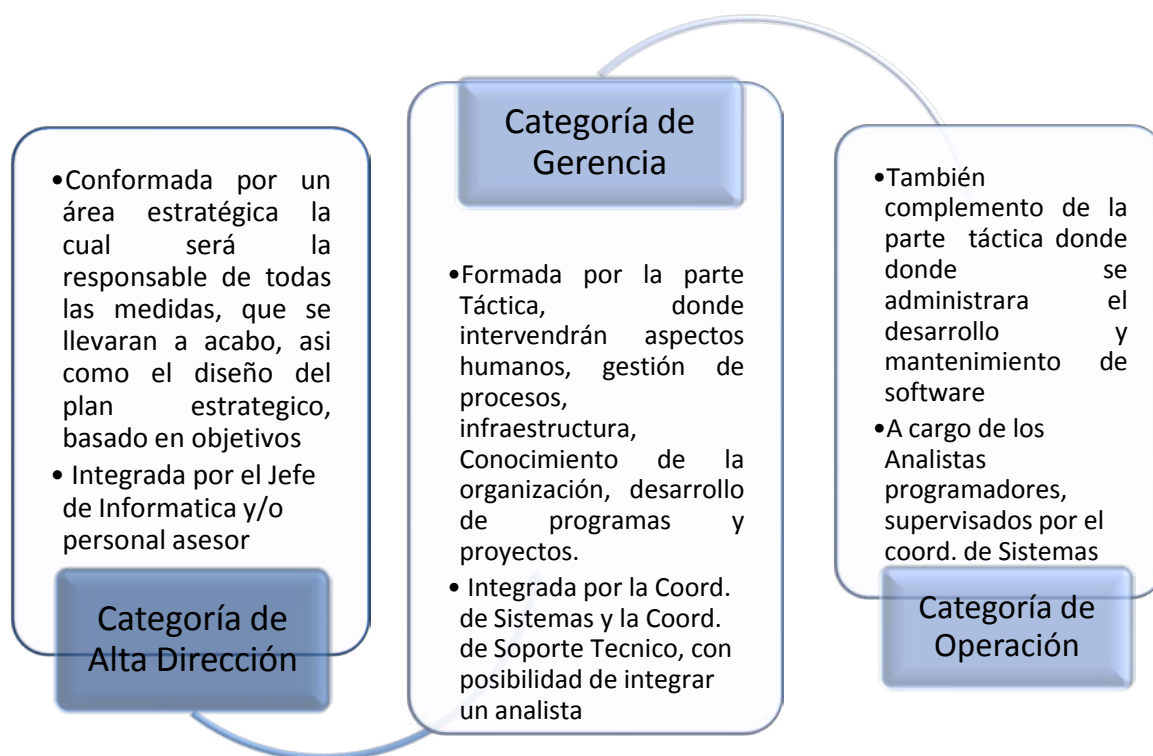 •Conformada por un
área estratégica la
cual será la
responsable de todas
las medidas, que se
llevaran a acabo, asi
como el diseño del
plan estrategico,
basado en objetivos
• Integrada por el Jefe
de Informatica y/o
personal asesor
Categoría de
Alta Dirección
Categoría de
Gerencia
•Formada por la parte
Táctica, donde
intervendrán aspectos
humanos, gestión de
procesos,
infraestructura,
Conocimiento de la
organización, desarrollo
de programas y
proyectos.
• Integrada por la Coord.
de Sistemas y la Coord.
de Soporte Tecnico, con
posibilidad de integrar
un analista
•También
complemento de la
parte táctica donde
donde se
administrara el
desarrollo y
mantenimiento de
software
•A cargo de los
Analistas
programadores,
supervisados por el
coord. de Sistemas
Categoría de
Operación